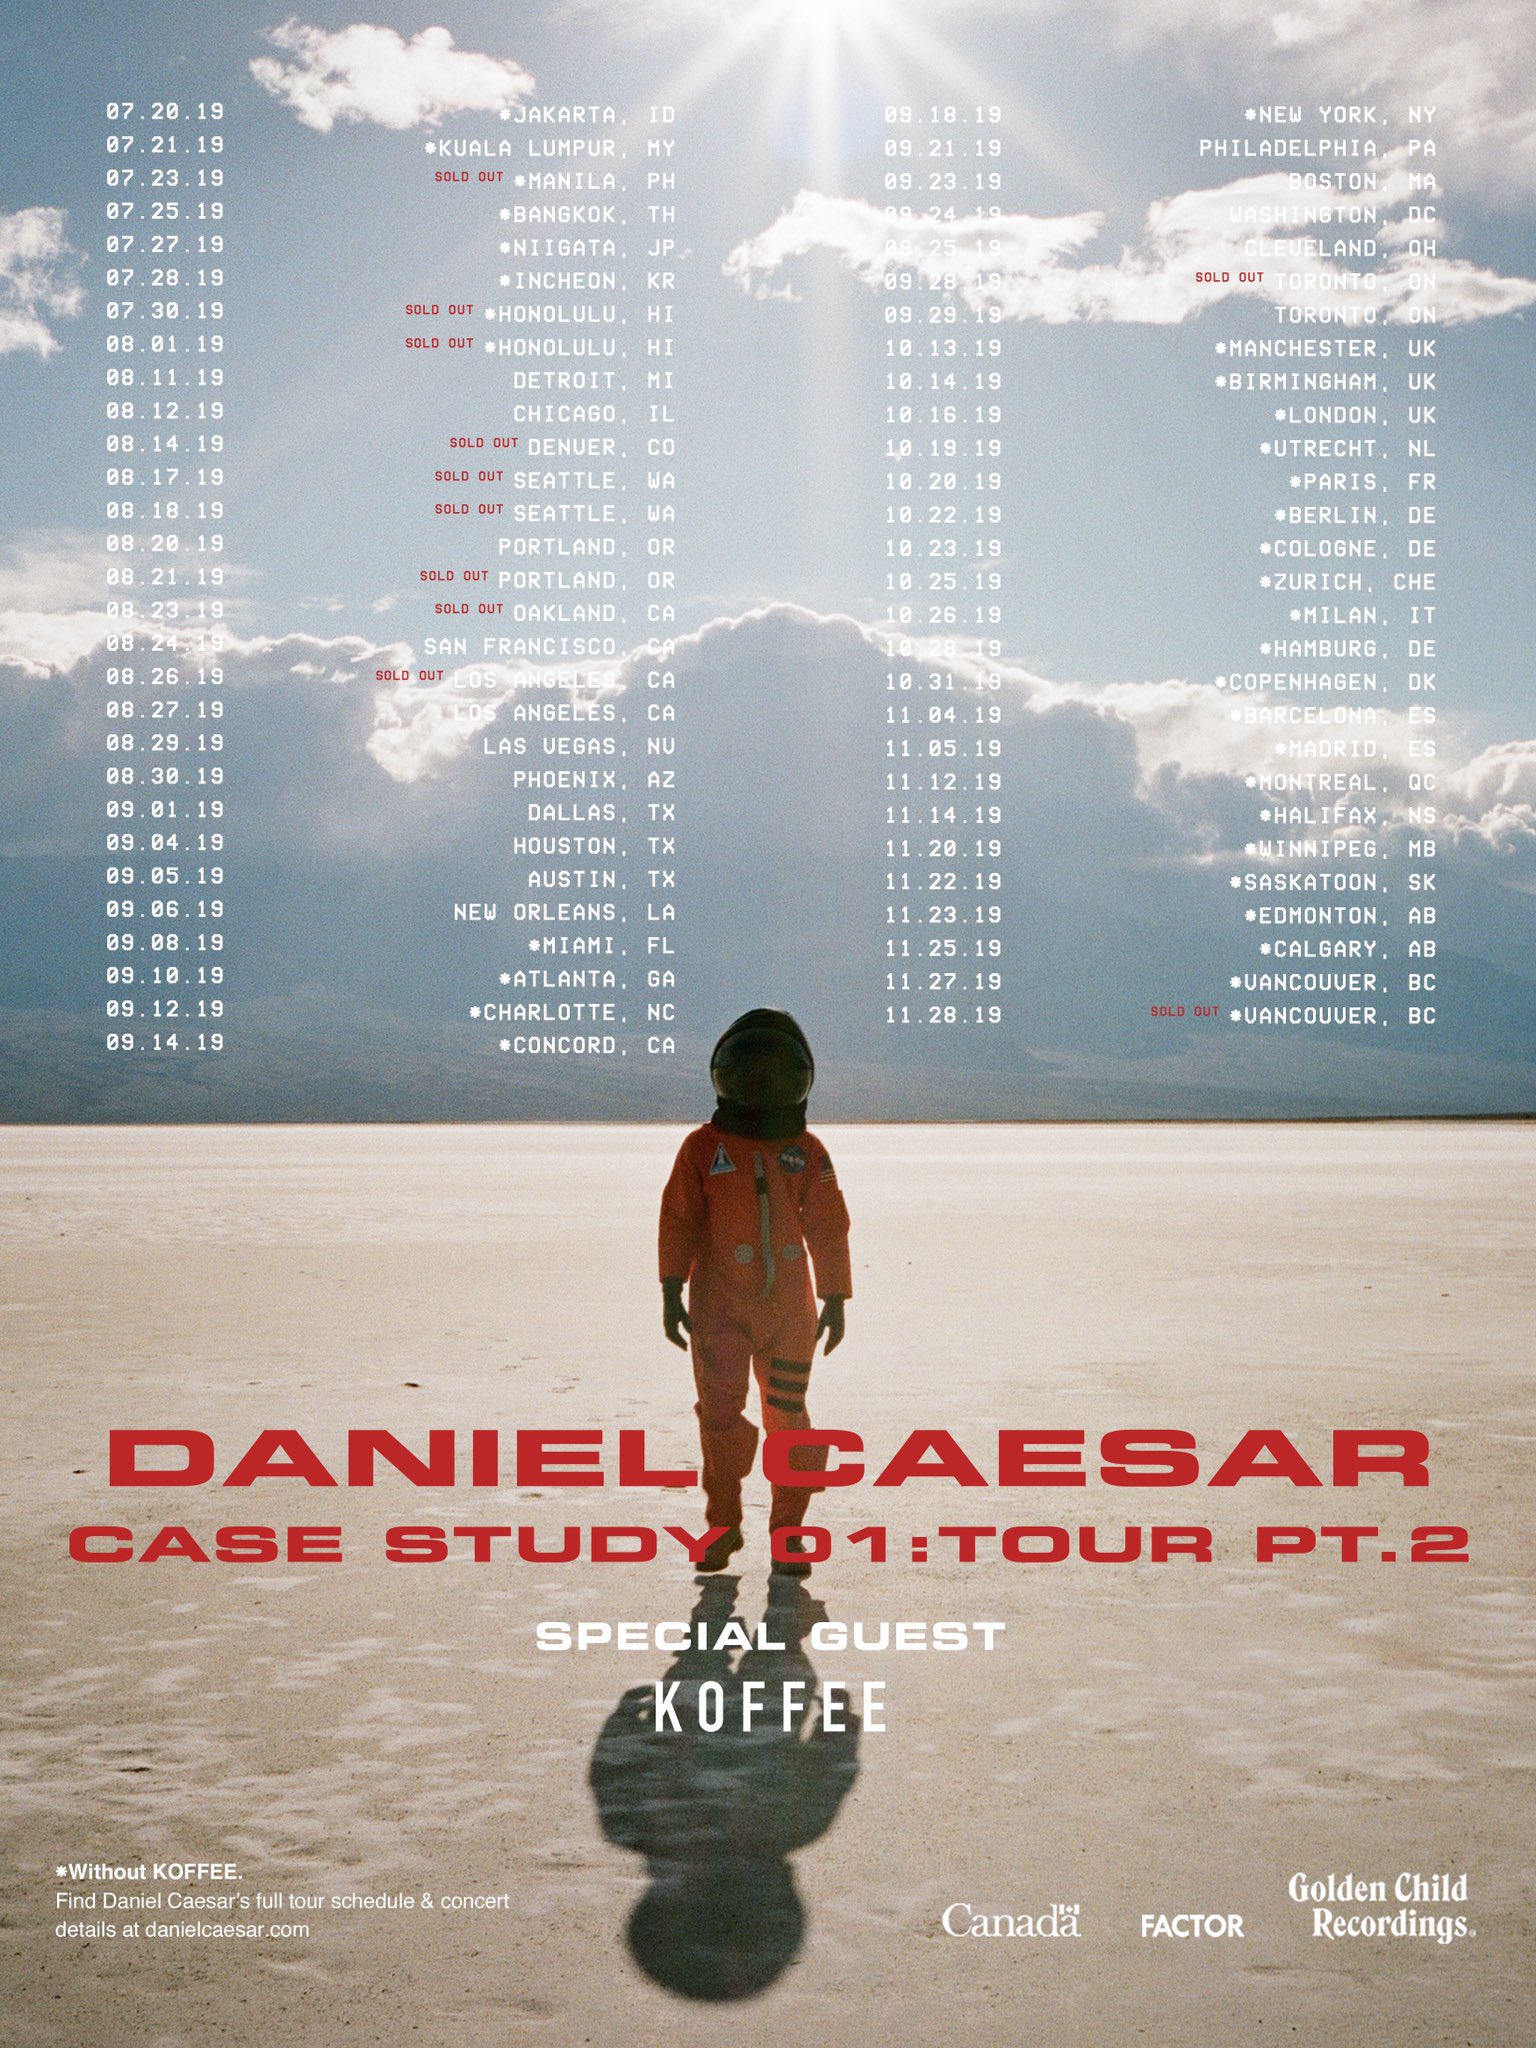 07.20.19 *JAKARTA, ID
07.21.19 *KUALA LUMPUR, MY
07.23.19 SOLD OUT *MANILA, PH
07.25.19 *BANGKOK, TH
07.27.19 *NIIGATA, JP
07.28.19 *INCHEON, KR
07.30.19 SOLD OUT *HONOLULU, HI
08.01.19 SOLD OUT *HONOLULU, HI
08.11.19 DETROIT, MI
08.12.19 CHICAGO, IL
08.14.19 SOLD OUT DENVER, CO
08.17.19 SOLD OUT SEATTLE, WA
08.18.19 SOLD OUT SEATTLE, WA
08.20.19 PORTLAND, OR
08.21.19 SOLD OUT PORTLAND, OR
08.23.19 SOLD OUT OAKLAND, CA
08.24.19 SAN FRANCISCO, CA
08.26.19 SOLD OUT LOS ANGELES, CA
08.27.19 LOS ANGELES, CA
08.29.19 LAS VEGAS, NV
08.30.19 PHOENIX, AZ
09.01.19 DALLAS, TX
09.04.19 HOUSTON, TX
09.05.19 AUSTIN, TX
09.06.19 NEW ORLEANS, LA
09.08.19 *MIAMI, FL
09.10.19 *ATLANTA, GA
09.12.19 *CHARLOTTE, NC
09.14.19 *CONCORD, CA
09.18.19 *NEW YORK, NY
09.21.19 PHILADELPHIA, PA
09.23.19 BOSTON, MA
09.24.19 WASHINGTON, DC
09.25.19 CLEVELAND, OH
09.28.19 SOLD OUT TORONTO, ON
09.29.19 TORONTO, ON
10.13.19 *MANCHESTER, UK
10.14.19 *BIRMINGHAM, UK
10.16.19 *LONDON, UK
10.19.19 *UTRECHT, NL
10.20.19 *PARIS, FR
10.22.19 *BERLIN, DE
10.23.19 *COLOGNE, DE
10.25.19 *ZURICH, CHE
10.26.19 *MILAN, IT
10.28.19 *HAMBURG, DE
10.31.19 *COPENHAGEN, DK
11.04.19 *BARCELONA, ES
11.05.19 *MADRID, ES
11.12.19 *MONTREAL, QC
11.14.19 *HALIFAX, NS
11.20.19 *WINNIPEG, MB
11.22.19 *SASKATOON, SK
11.23.19 *EDMONTON, AB
11.25.19 *CALGARY, AB
11.27.19 *VANCOUVER, BC
11.28.19 SOLD OUT *VANCOUVER, BC
DANIEL CAESAR
CASE STUDY 01:TOUR PT.2
SPECIAL GUEST
KOFFEE
*Without KOFFEE.
Find Daniel Caesar's full tour schedule & concert
details at danielcaesar.com
Canada
FACTOR
Golden Child
Recordings